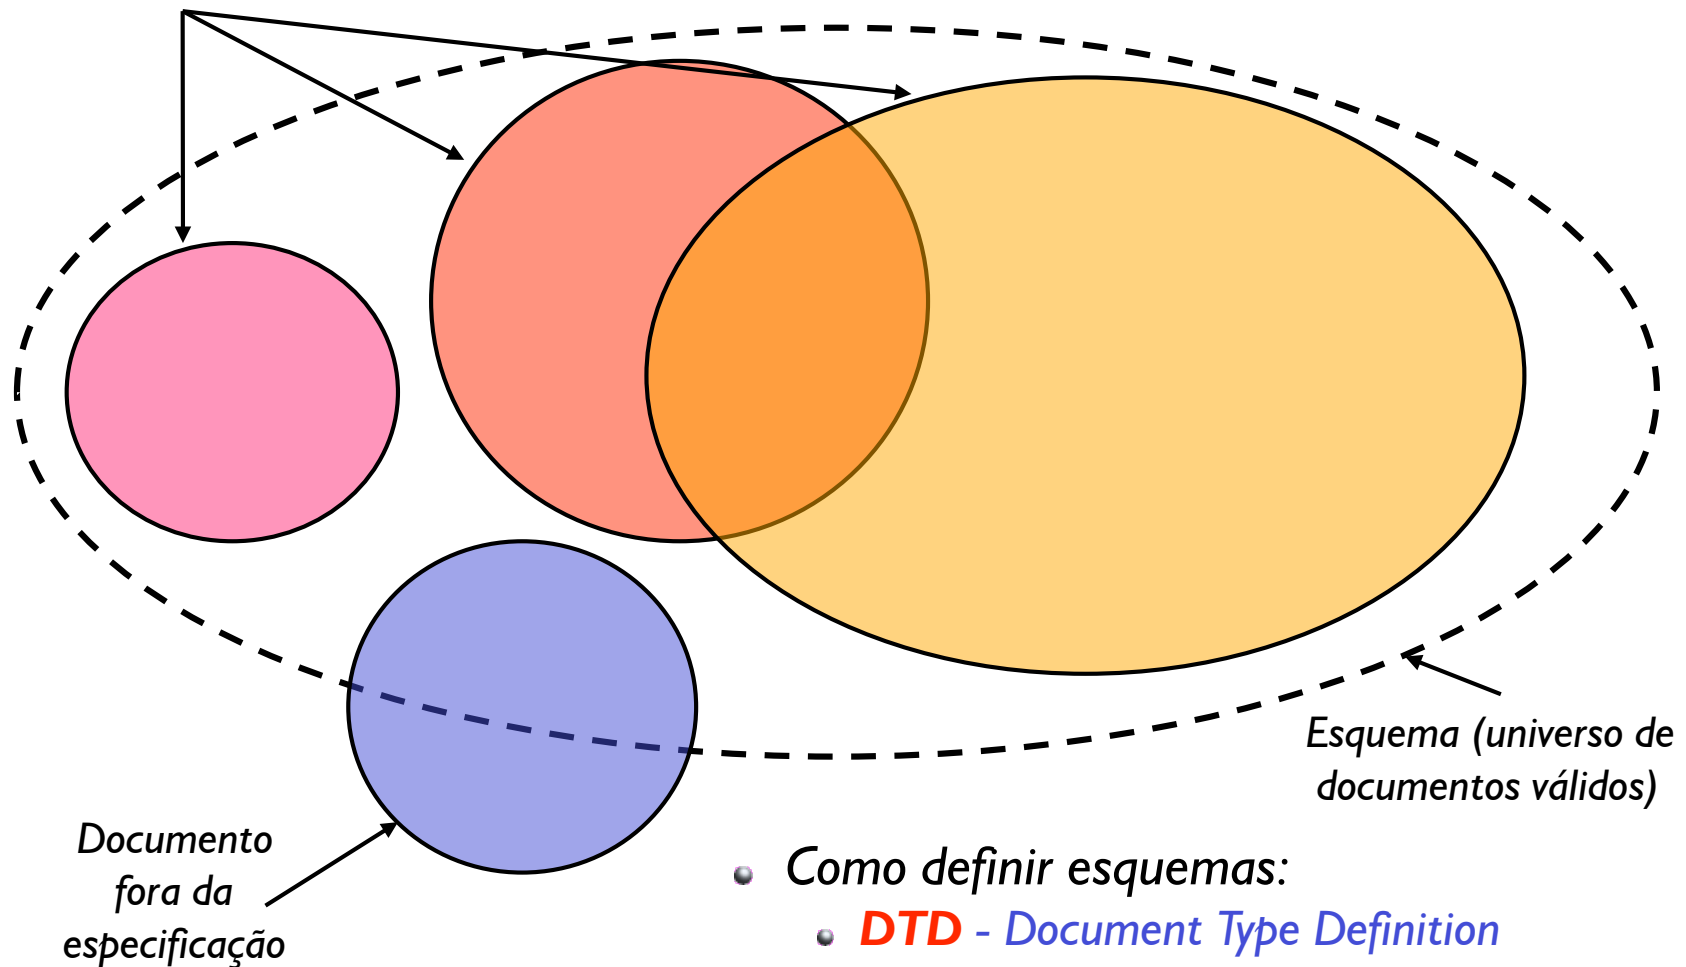 Esquema (universo de
documentos válidos)
Documento
fora da
especificação
Como definir esquemas:
DTD - Document Type Definition